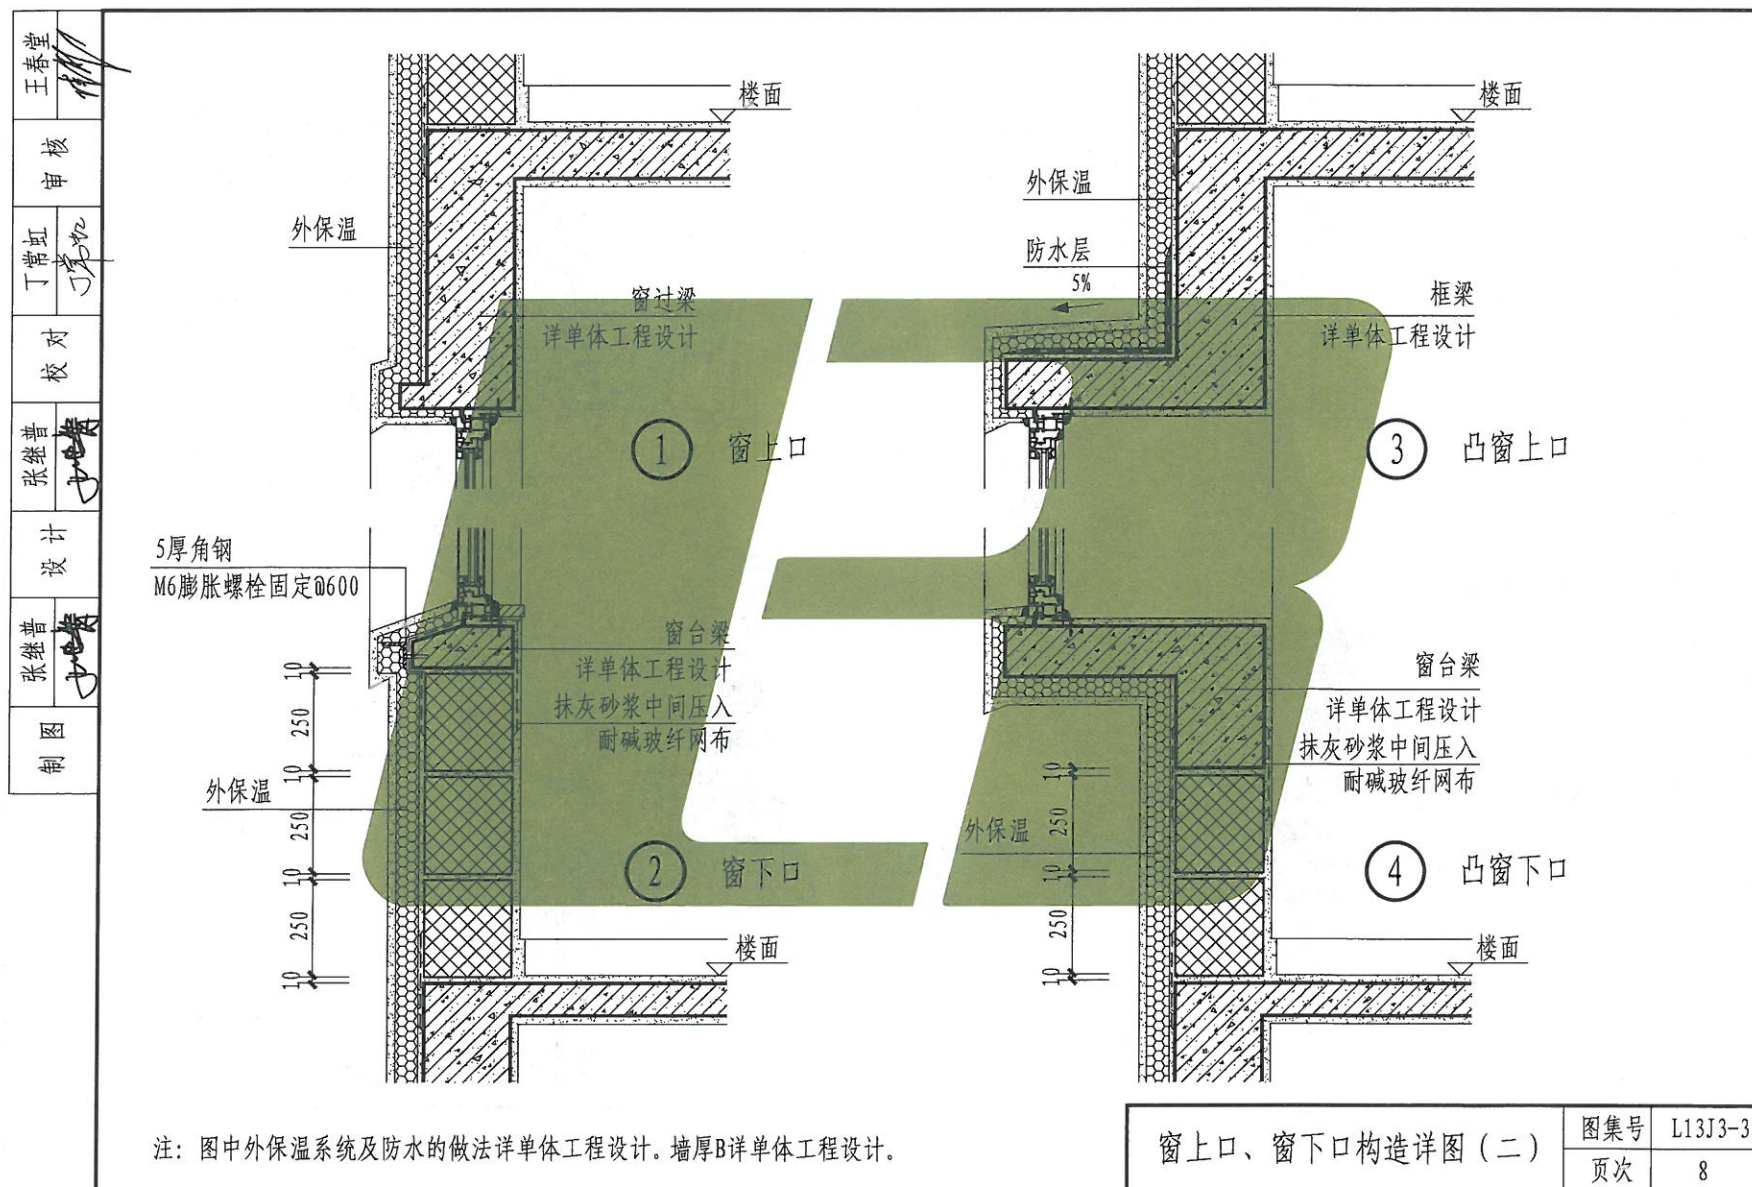 王春堂
审核
丁常虹
校对
张继普
设计
张继普
制图
楼面
外保温
窗过梁
详单体工程设计
① 窗上口
楼面
外保温
防水层
5%
框梁
详单体工程设计
③ 凸窗上口
5厚角钢
M6膨胀螺栓固定@600
窗台梁
详单体工程设计
抹灰砂浆中间压入
耐碱玻纤网布
外保温
10
250
10
250
10
250
10
② 窗下口
楼面
窗台梁
详单体工程设计
抹灰砂浆中间压入
耐碱玻纤网布
外保温
10
250
10
250
10
④ 凸窗下口
楼面
注：图中外保温系统及防水的做法详单体工程设计。墙厚B详单体工程设计。
窗上口、窗下口构造详图（二）
图集号 L13J3-3
页次 8